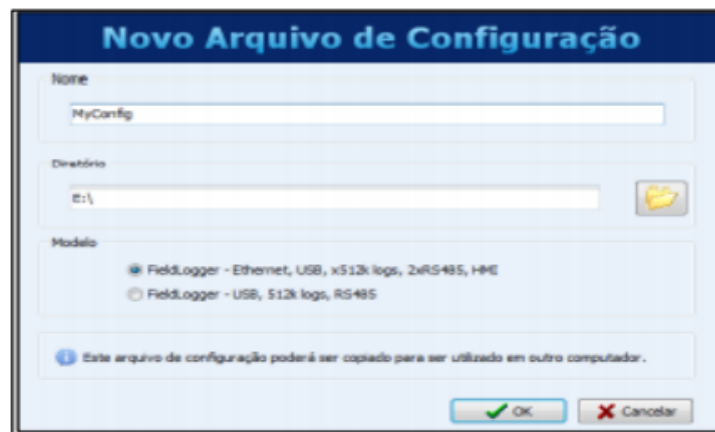 Novo Arquivo de Configuração
Nome
MyConfig
Diretório
E:\
Modelo
FieldLogger - Ethernet, USB, x512k logs, 2xRS485, HMI
FieldLogger - USB, 512k logs, RS485
Este arquivo de configuração poderá ser copiado para ser utilizado em outro computador.
OK
Cancelar